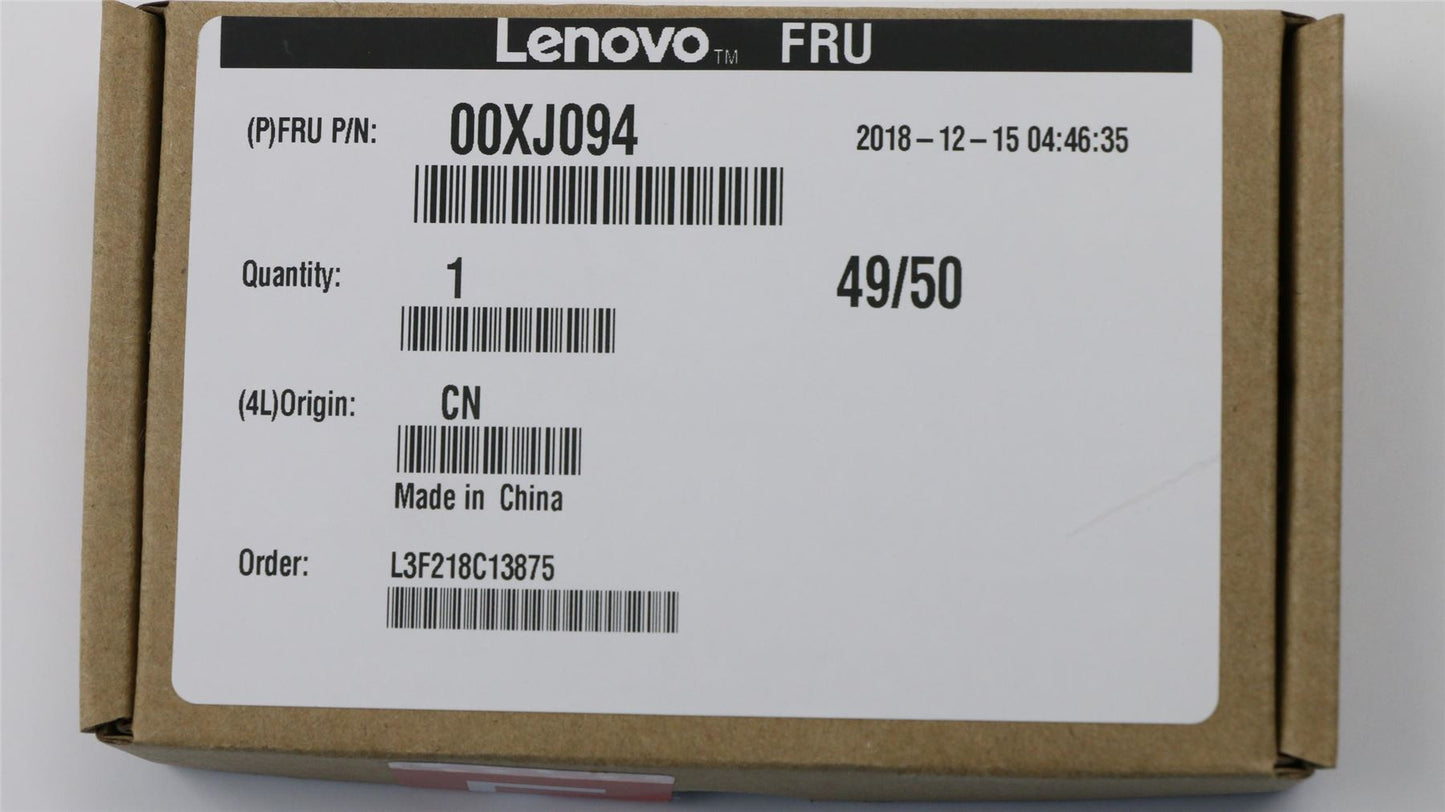 Lenovo™ FRU
(P)FRU P/N: 00XJ094 2018-12-15 04:46:35
Quantity: 1 49/50
(4L)Origin: CN
Made in China
Order: L3F218C13875